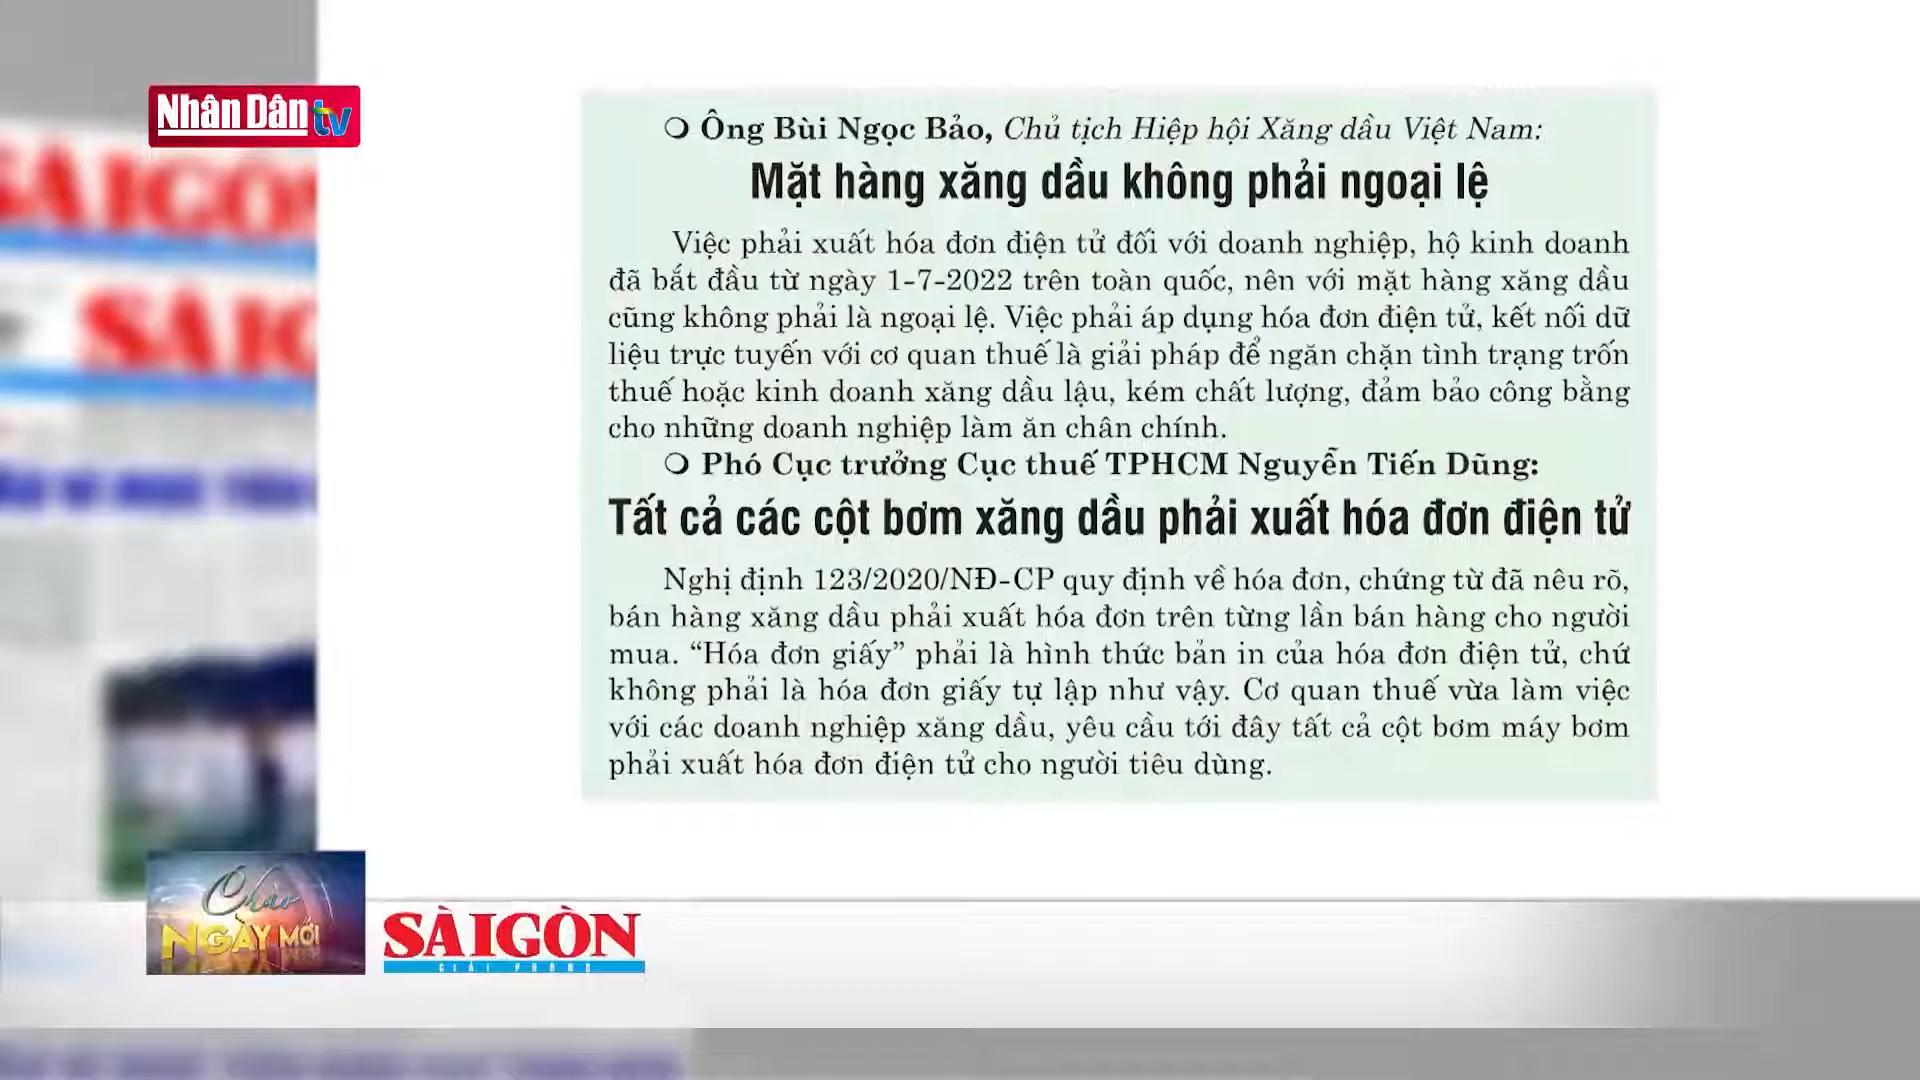 Nhân Dân tv
❍ Ông Bùi Ngọc Bảo, Chủ tịch Hiệp hội Xăng dầu Việt Nam:
Mặt hàng xăng dầu không phải ngoại lệ
Việc phải xuất hóa đơn điện tử đối với doanh nghiệp, hộ kinh doanh
đã bắt đầu từ ngày 1-7-2022 trên toàn quốc, nên với mặt hàng xăng dầu
cũng không phải là ngoại lệ. Việc phải áp dụng hóa đơn điện tử, kết nối dữ
liệu trực tuyến với cơ quan thuế là giải pháp để ngăn chặn tình trạng trốn
thuế hoặc kinh doanh xăng dầu lậu, kém chất lượng, đảm bảo công bằng
cho những doanh nghiệp làm ăn chân chính.
❍ Phó Cục trưởng Cục thuế TPHCM Nguyễn Tiến Dũng:
Tất cả các cột bơm xăng dầu phải xuất hóa đơn điện tử
Nghị định 123/2020/NĐ-CP quy định về hóa đơn, chứng từ đã nêu rõ,
bán hàng xăng dầu phải xuất hóa đơn trên từng lần bán hàng cho người
mua. “Hóa đơn giấy” phải là hình thức bản in của hóa đơn điện tử, chứ
không phải là hóa đơn giấy tự lập như vậy. Cơ quan thuế vừa làm việc
với các doanh nghiệp xăng dầu, yêu cầu tới đây tất cả cột bơm máy bơm
phải xuất hóa đơn điện tử cho người tiêu dùng.
SÀIGÒN
SÀIG
Chào
NGÀY MỚI
SÀIGÒN
GIẢI PHÓNG